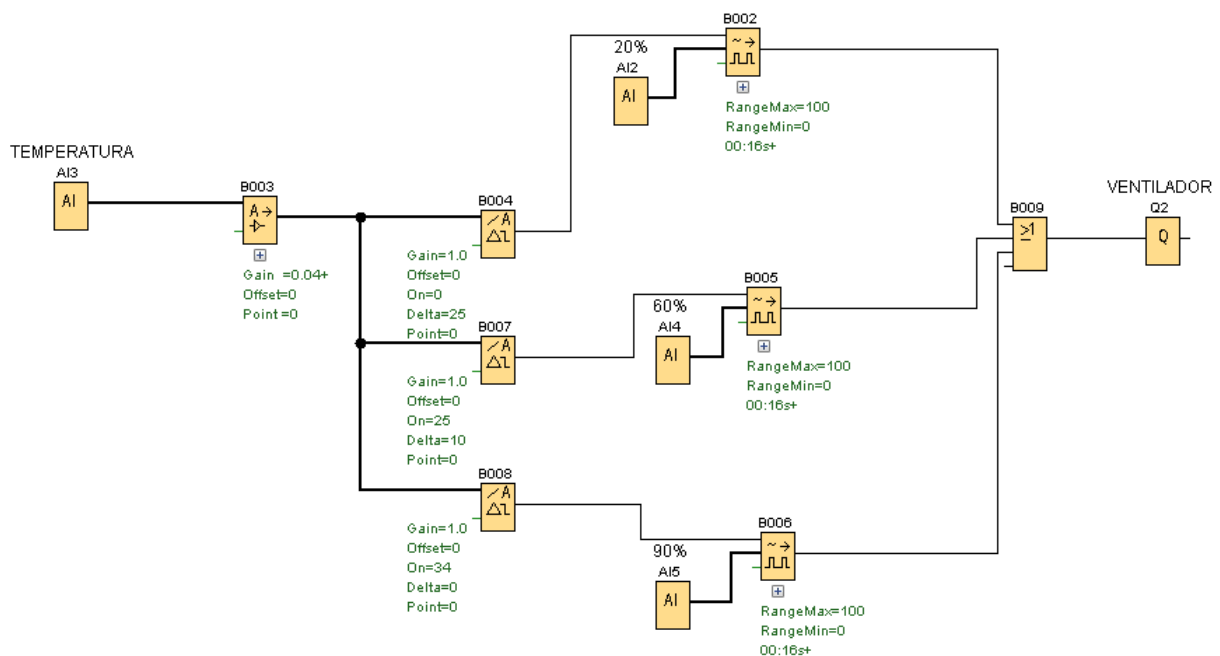 B002
20%
AI2
AI
RangeMax=100
RangeMin=0
00:16s+
TEMPERATURA
AI3
AI
B003
A→
Gain =0.04+
Offset=0
Point =0
B004
A
Gain=1.0
Offset=0
On=0
Delta=25
Point=0
B005
60%
AI4
AI
RangeMax=100
RangeMin=0
00:16s+
B007
A
Gain=1.0
Offset=0
On=25
Delta=10
Point=0
B008
A
Gain=1.0
Offset=0
On=34
Delta=0
Point=0
B006
90%
AI5
AI
RangeMax=100
RangeMin=0
00:16s+
B009
≥1
VENTILADOR
Q2
Q